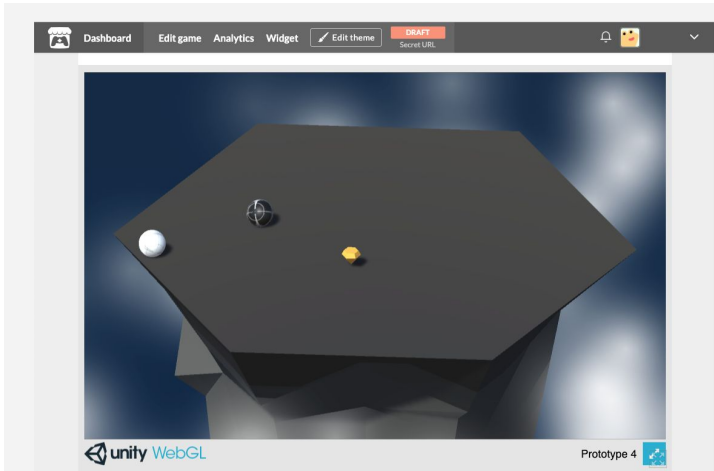 Dashboard Edit game Analytics Widget Edit theme DRAFT
Secret URL
unity WebGL Prototype 4